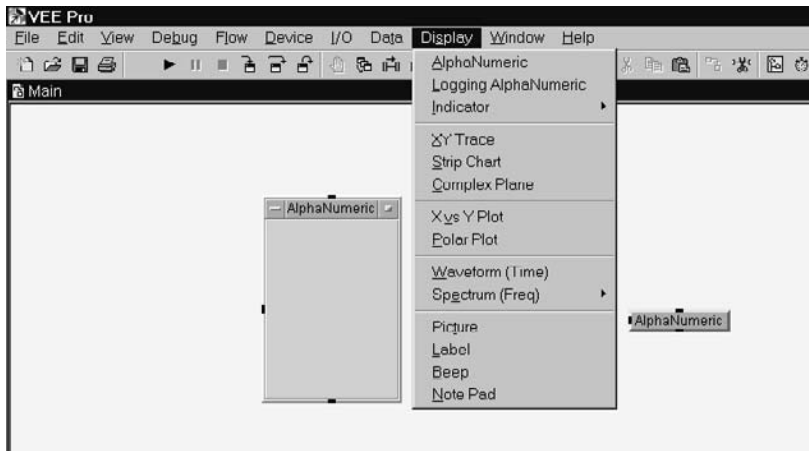 VEE Pro
File Edit View Debug Flow Device I/O Data Display Window Help
Main
AlphaNumeric
Logging AlphaNumeric
Indicator
XY Trace
Strip Chart
Complex Plane
X vs Y Plot
Polar Plot
Waveform (Time)
Spectrum (Freq)
Picture
Label
Beep
Note Pad
AlphaNumeric
AlphaNumeric